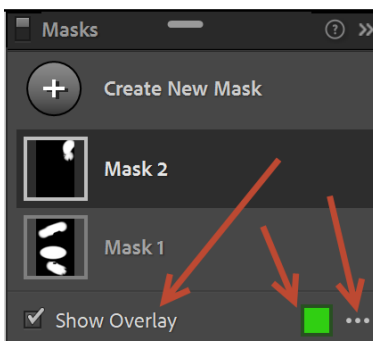 Masks
Create New Mask
Mask 2
Mask 1
Show Overlay